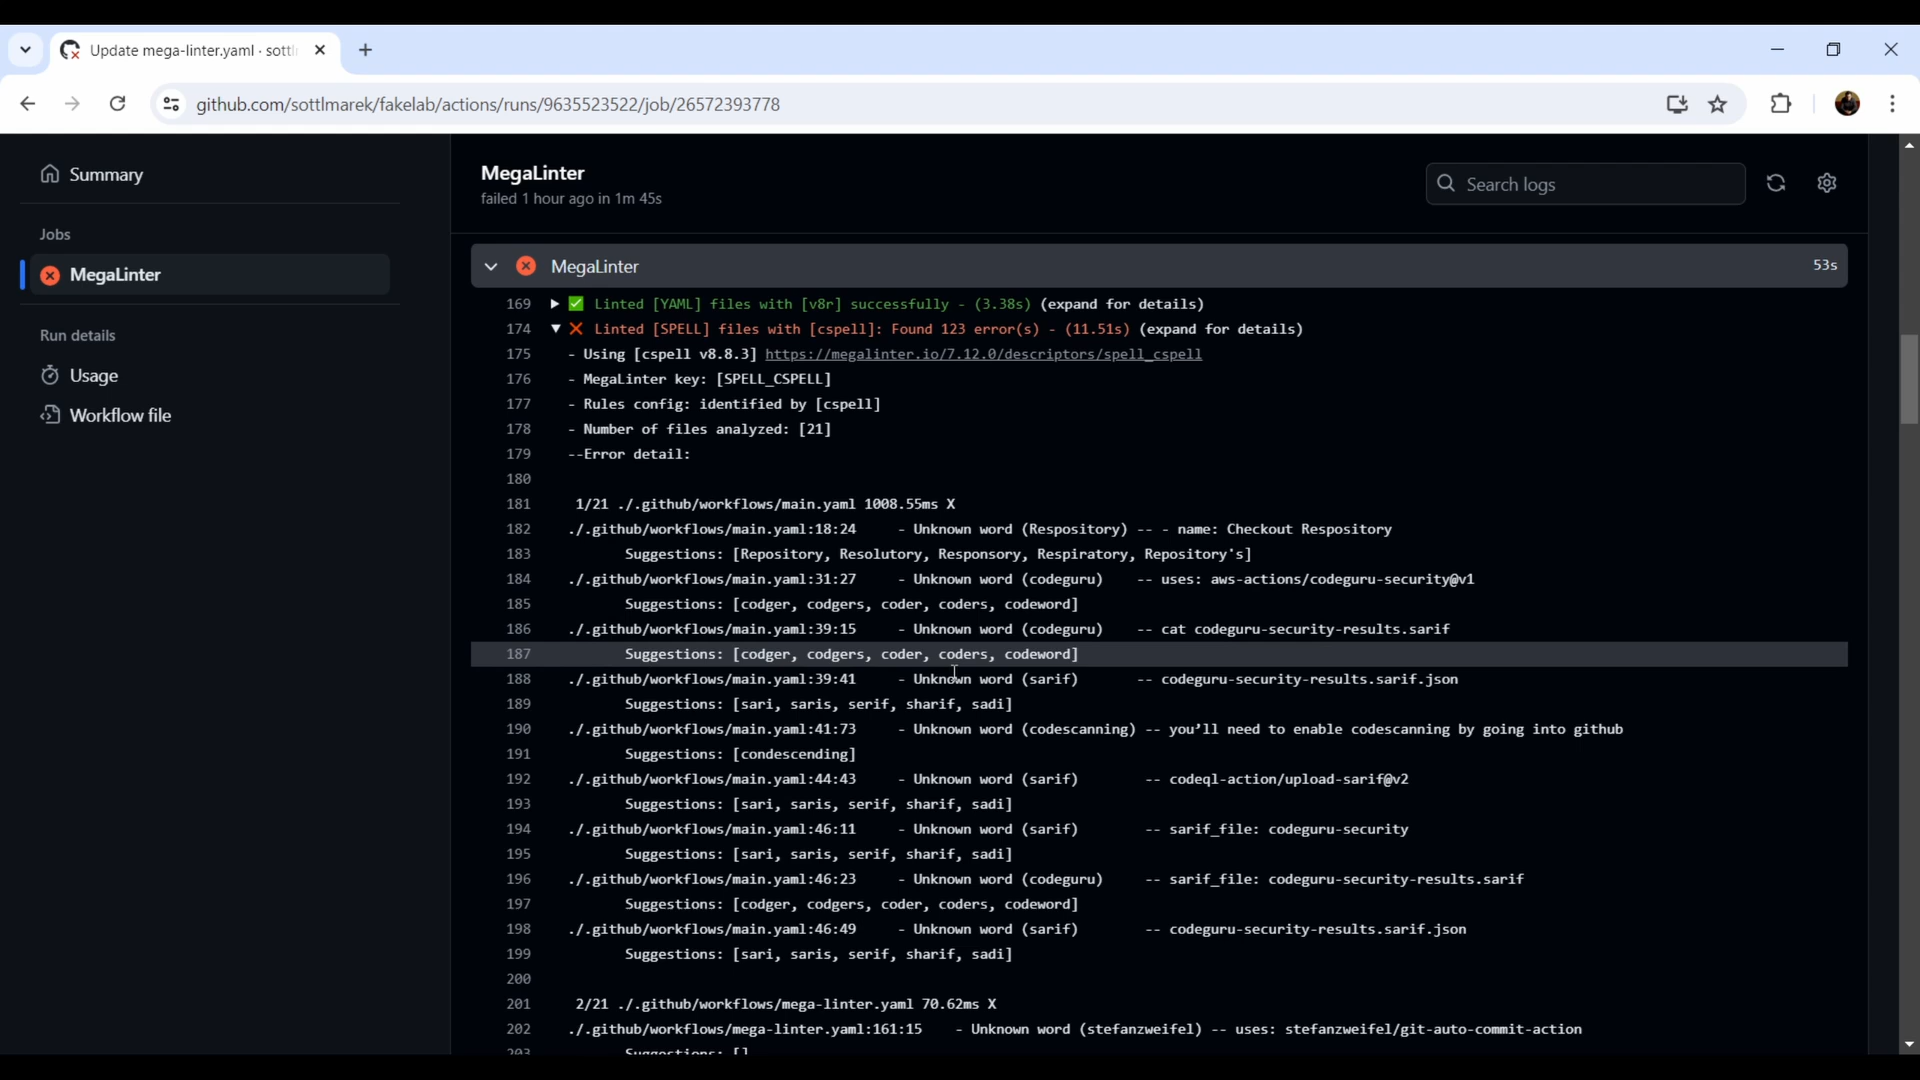 Update mega-linter.yaml · sottl
github.com/sottlmarek/fakelab/actions/runs/9635523522/job/26572393778
Summary
Jobs
MegaLinter
Run details
Usage
Workflow file
MegaLinter
failed 1 hour ago in 1m 45s
Search logs
MegaLinter 53s
169 Linted [YAML] files with [v8r] successfully - (3.38s) (expand for details)
174 Linted [SPELL] files with [cspell]: Found 123 error(s) - (11.51s) (expand for details)
175 - Using [cspell v8.8.3] https://megalinter.io/7.12.0/descriptors/spell_cspell
176 - MegaLinter key: [SPELL_CSPELL]
177 - Rules config: identified by [cspell]
178 - Number of files analyzed: [21]
179 --Error detail:
180
181 1/21 ./.github/workflows/main.yaml 1008.55ms X
182 ./.github/workflows/main.yaml:18:24 - Unknown word (Respository) -- - name: Checkout Respository
183 Suggestions: [Repository, Resolutory, Responsory, Respiratory, Repository's]
184 ./.github/workflows/main.yaml:31:27 - Unknown word (codeguru) -- uses: aws-actions/codeguru-security@v1
185 Suggestions: [codger, codgers, coder, coders, codeword]
186 ./.github/workflows/main.yaml:39:15 - Unknown word (codeguru) -- cat codeguru-security-results.sarif
187 Suggestions: [codger, codgers, coder, coders, codeword]
188 ./.github/workflows/main.yaml:39:41 - Unknown word (sarif) -- codeguru-security-results.sarif.json
189 Suggestions: [sari, saris, serif, sharif, sadi]
190 ./.github/workflows/main.yaml:41:73 - Unknown word (codescanning) -- you’ll need to enable codescanning by going into github
191 Suggestions: [condescending]
192 ./.github/workflows/main.yaml:44:43 - Unknown word (sarif) -- codeql-action/upload-sarif@v2
193 Suggestions: [sari, saris, serif, sharif, sadi]
194 ./.github/workflows/main.yaml:46:11 - Unknown word (sarif) -- sarif_file: codeguru-security
195 Suggestions: [sari, saris, serif, sharif, sadi]
196 ./.github/workflows/main.yaml:46:23 - Unknown word (codeguru) -- sarif_file: codeguru-security-results.sarif
197 Suggestions: [codger, codgers, coder, coders, codeword]
198 ./.github/workflows/main.yaml:46:49 - Unknown word (sarif) -- codeguru-security-results.sarif.json
199 Suggestions: [sari, saris, serif, sharif, sadi]
200
201 2/21 ./.github/workflows/mega-linter.yaml 70.62ms X
202 ./.github/workflows/mega-linter.yaml:161:15 - Unknown word (stefanzweifel) -- uses: stefanzweifel/git-auto-commit-action
203 Suggestions: []